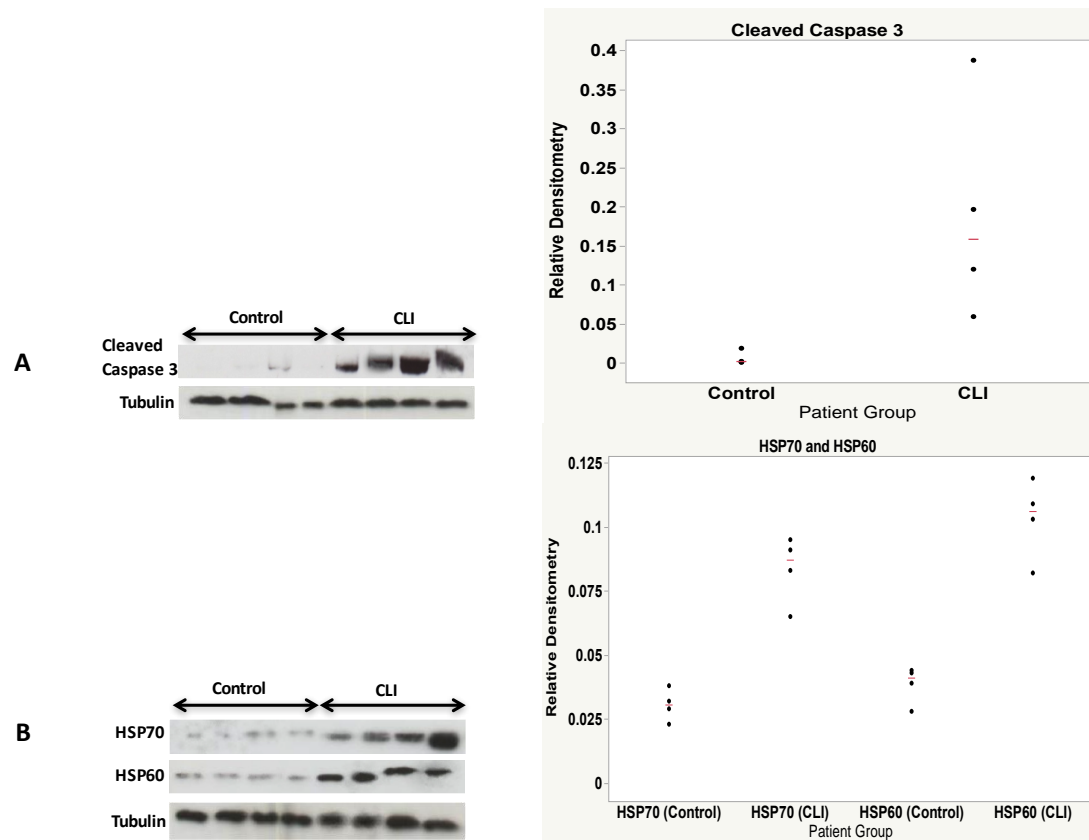 Cleaved Caspase 3
0.4
0.35
0.3
0.25
0.2
0.15
0.1
0.05
0
Relative Densitometry
Control CLI
Patient Group
A
Control CLI
Cleaved
Caspase 3
Tubulin
HSP70 and HSP60
0.125
0.1
0.075
0.05
0.025
0
Relative Densitometry
HSP70 (Control) HSP70 (CLI) HSP60 (Control) HSP60 (CLI)
Patient Group
B
Control CLI
HSP70
HSP60
Tubulin